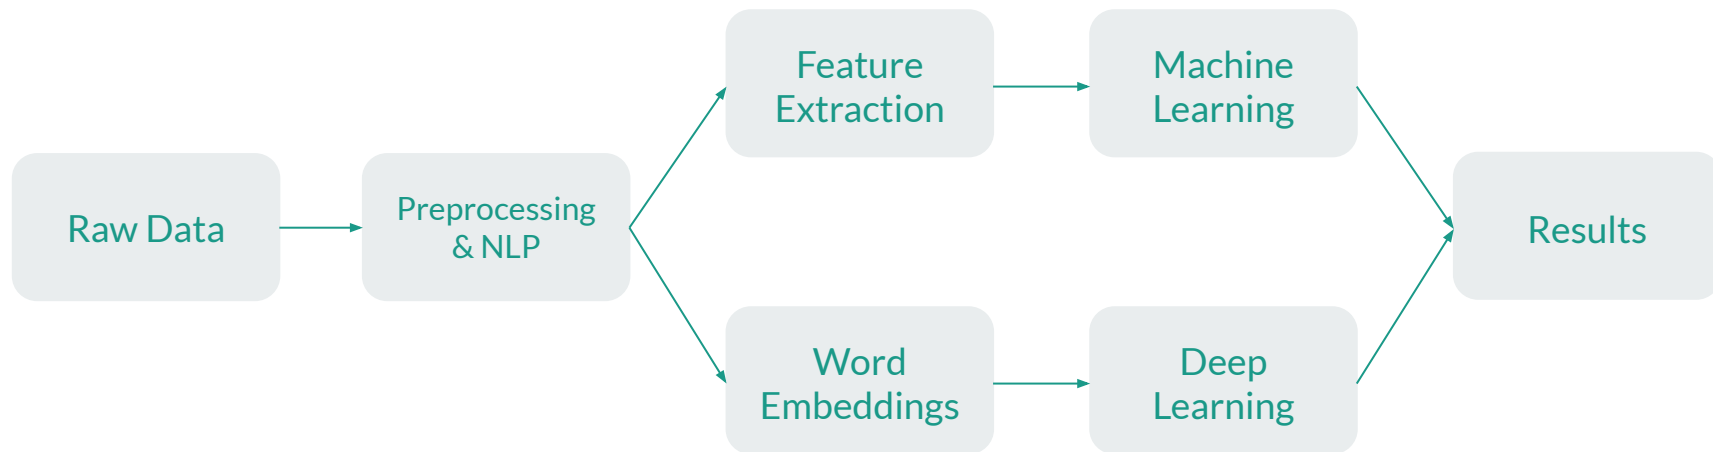 Raw Data
Preprocessing
& NLP
Feature
Extraction
Machine
Learning
Word
Embeddings
Deep
Learning
Results